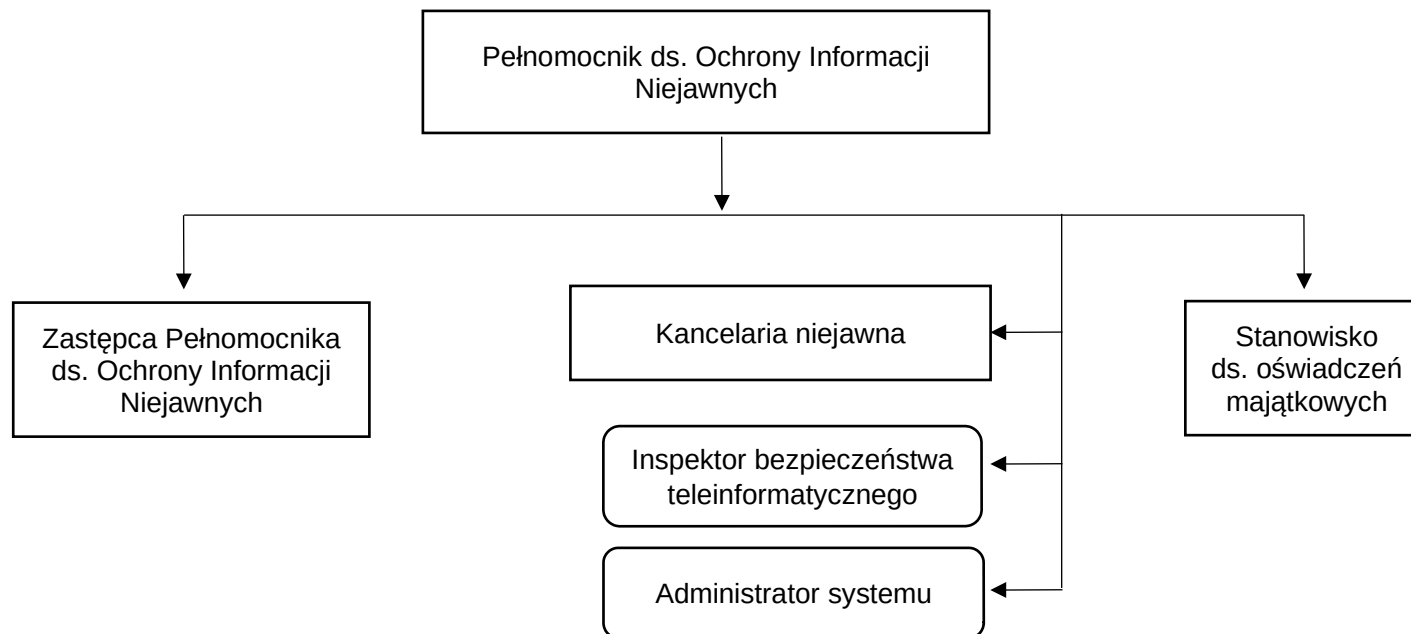 Pełnomocnik ds. Ochrony Informacji
Niejawnych
Zastępca Pełnomocnika
ds. Ochrony Informacji
Niejawnych
Kancelaria niejawna
Stanowisko
ds. oświadczeń
majątkowych
Inspektor bezpieczeństwa
teleinformatycznego
Administrator systemu